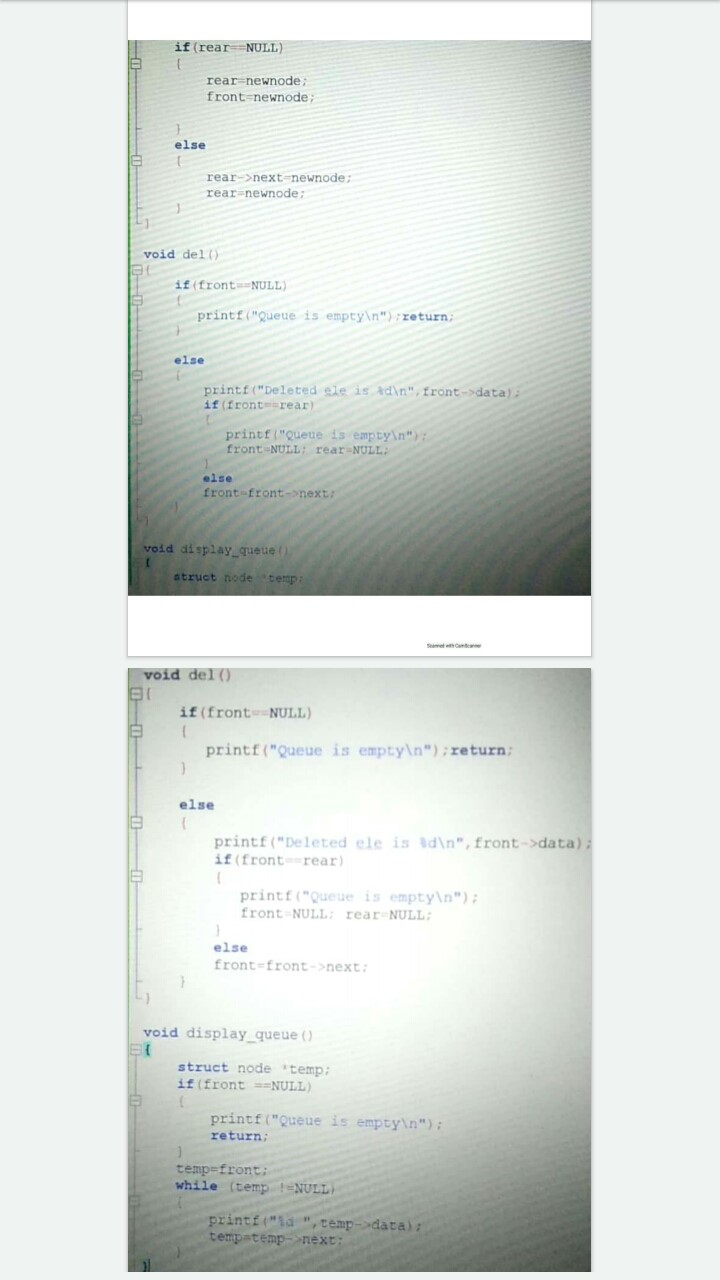 if(rear==NULL)
{
rear=newnode;
front=newnode;
}
else
{
rear->next=newnode;
rear=newnode;
}
}
void del()
{
if(front==NULL)
{
printf("Queue is empty\n");return;
}
else
{
printf("Deleted ele is %d\n",front->data);
if(front==rear)
{
printf("Queue is empty\n");
front=NULL; rear=NULL;
}
else
front=front->next;
}
}
void display_queue()
{
struct node *temp;
Scanned with CamScanner
void del()
{
if(front==NULL)
{
printf("Queue is empty\n");return;
}
else
{
printf("Deleted ele is %d\n",front->data);
if(front==rear)
{
printf("Queue is empty\n");
front=NULL; rear=NULL;
}
else
front=front->next;
}
}
void display_queue()
{
struct node *temp;
if(front ==NULL)
{
printf("Queue is empty\n");
return;
}
temp=front;
while (temp !=NULL)
{
printf("%d ",temp->data);
temp=temp->next;
}
}